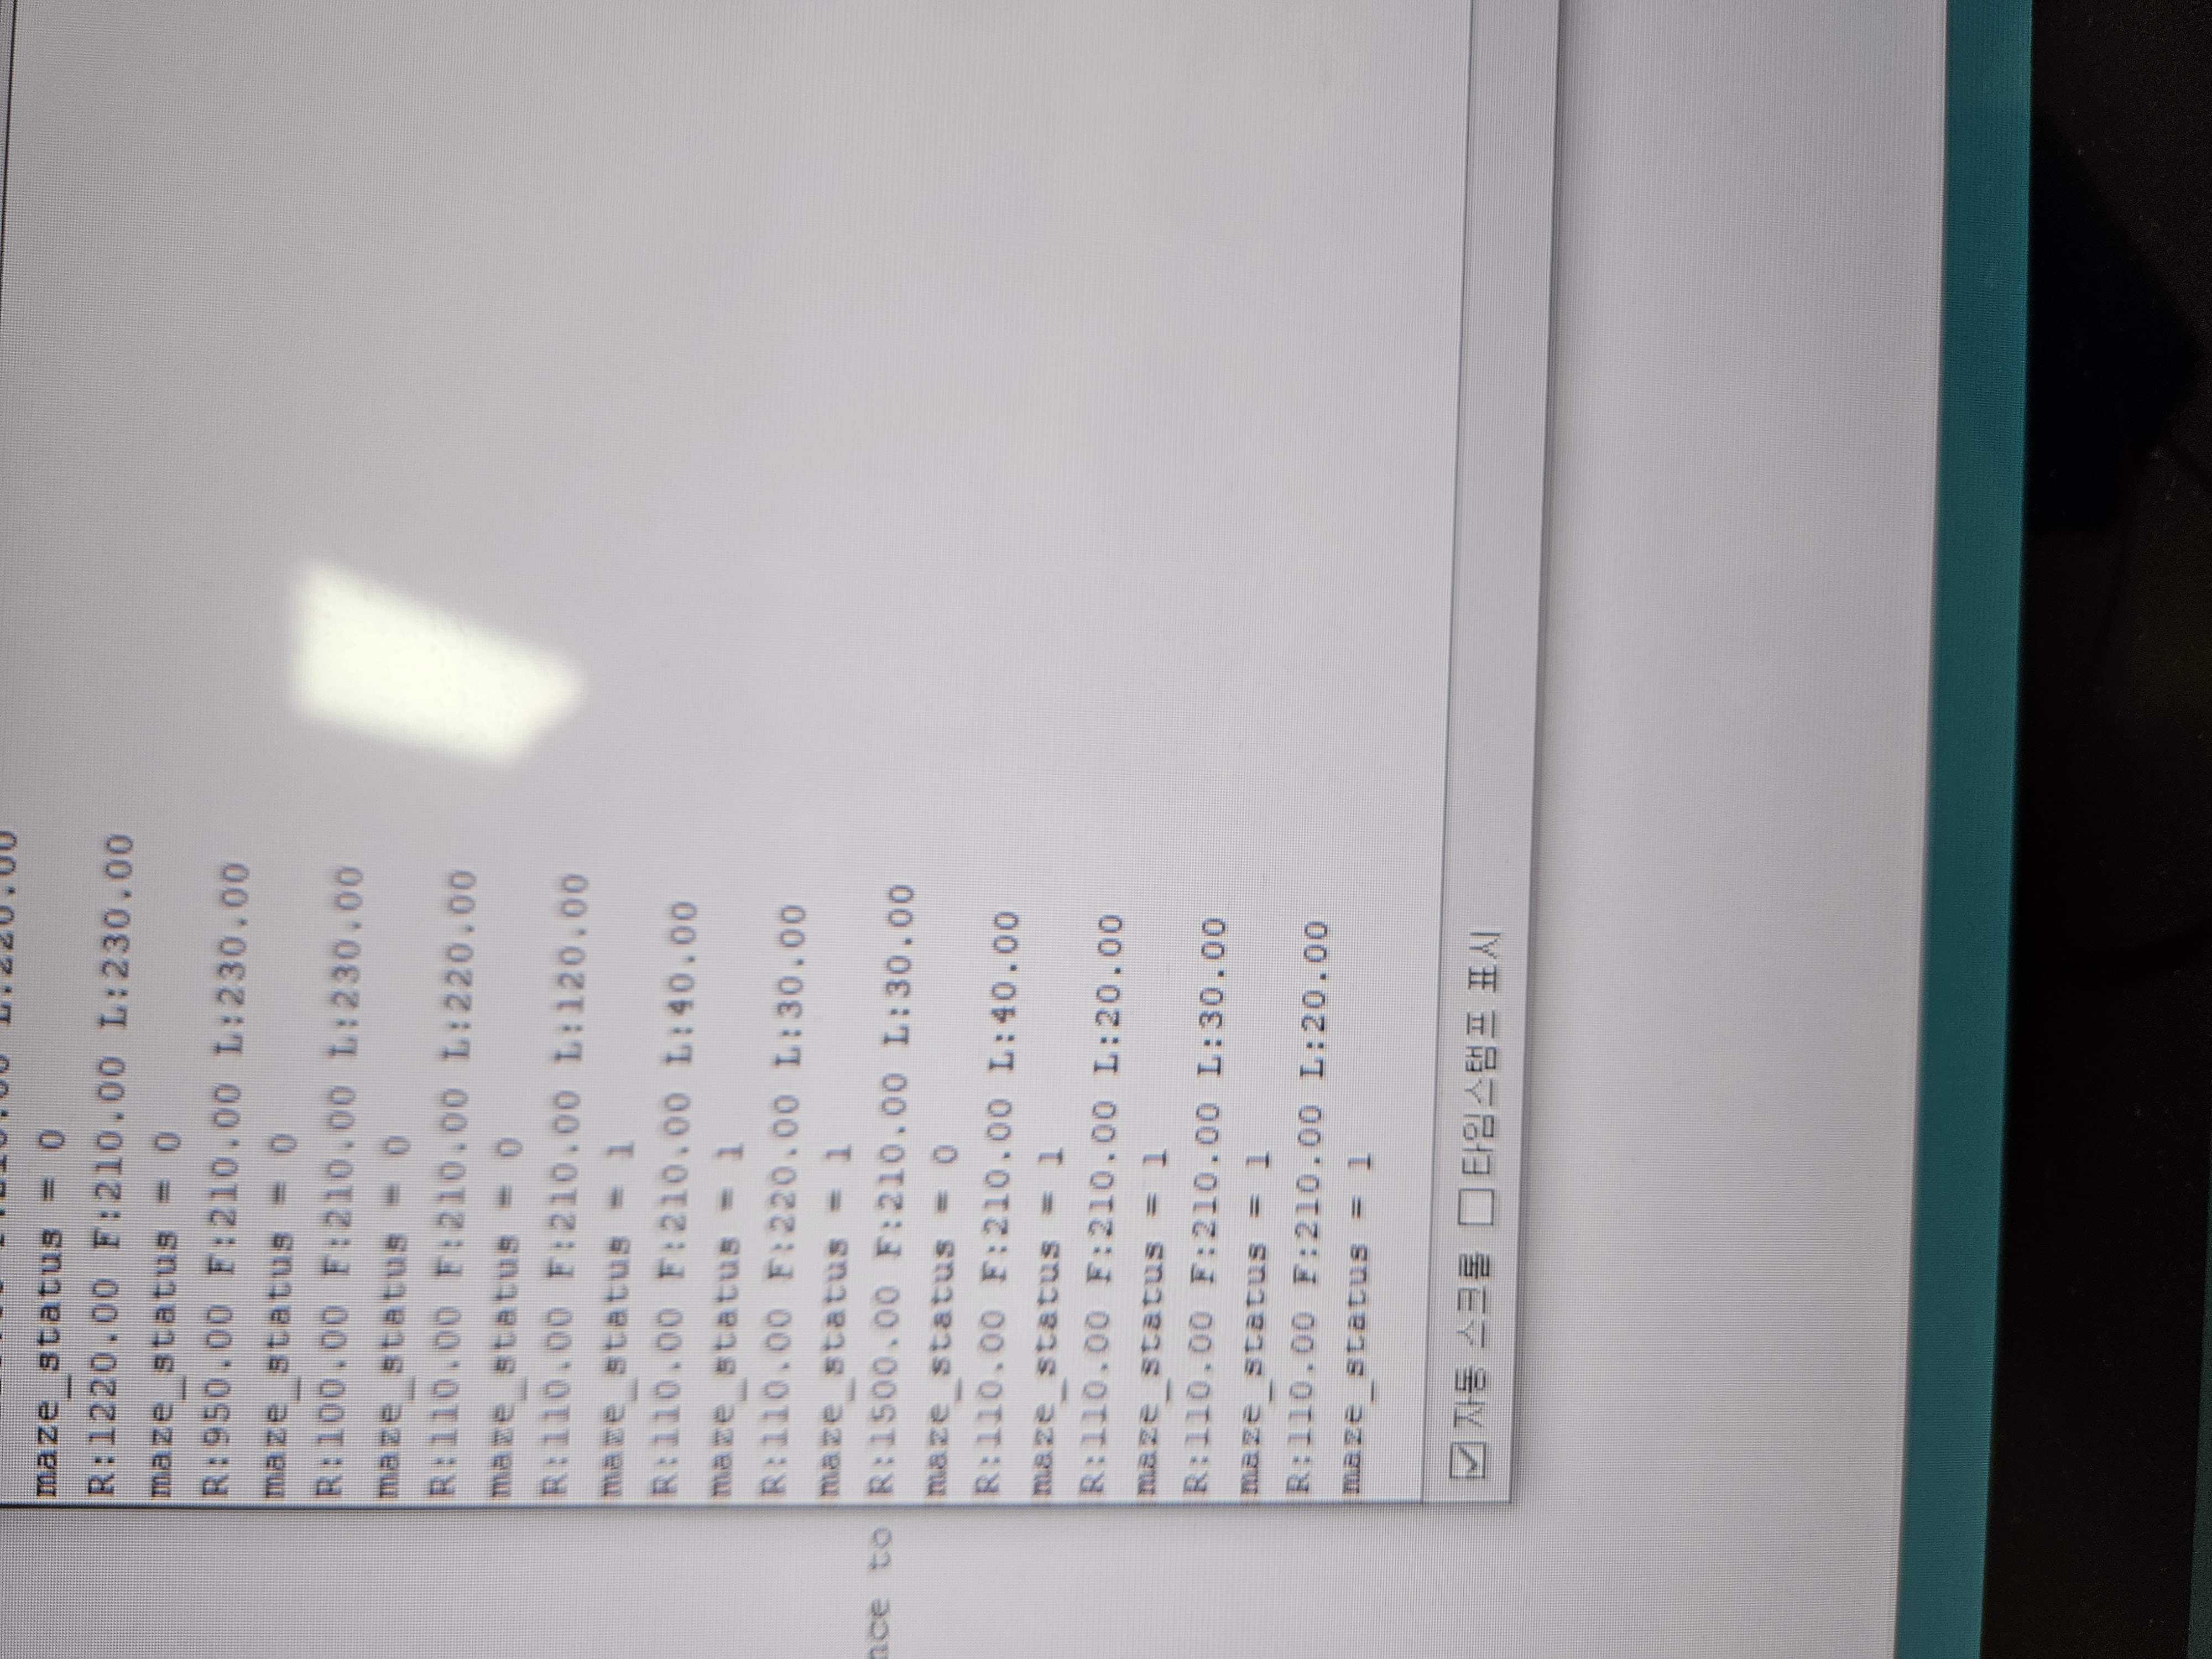 L:220.00
maze_status = 0
R:1220.00 F:210.00 L:230.00
maze_status = 0
R:950.00 F:210.00 L:230.00
maze_status = 0
R:100.00 F:210.00 L:230.00
maze_status = 0
R:110.00 F:210.00 L:220.00
maze_status = 0
R:110.00 F:210.00 L:120.00
maze_status = 1
R:110.00 F:210.00 L:40.00
maze_status = 1
R:110.00 F:220.00 L:30.00
maze_status = 1
nce to
R:1500.00 F:210.00 L:30.00
maze_status = 0
R:110.00 F:210.00 L:40.00
maze_status = 1
R:110.00 F:210.00 L:20.00
maze_status = 1
R:110.00 F:210.00 L:30.00
maze_status = 1
R:110.00 F:210.00 L:20.00
maze_status = 1
자동 스크롤 타임스탬프 표시